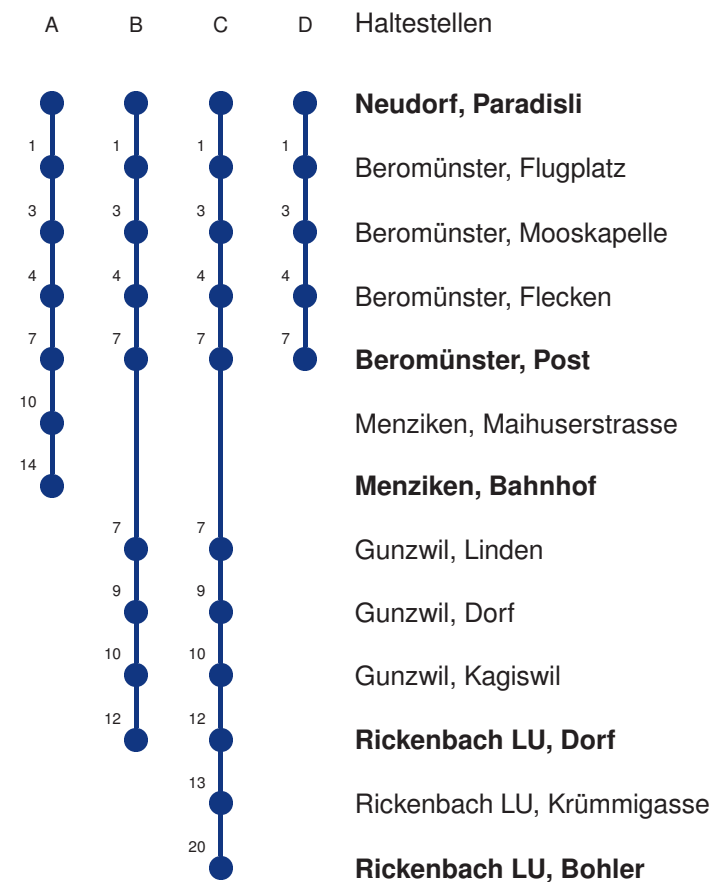 A B C D Haltestellen
Neudorf, Paradisli
1 1 1 1 Beromünster, Flugplatz
3 3 3 3 Beromünster, Mooskapelle
4 4 4 4 Beromünster, Flecken
7 7 7 7 Beromünster, Post
10 Menziken, Maihuserstrasse
14 Menziken, Bahnhof
7 7 Gunzwil, Linden
9 9 Gunzwil, Dorf
10 10 Gunzwil, Kagiswil
12 12 Rickenbach LU, Dorf
13 Rickenbach LU, Krümmigasse
20 Rickenbach LU, Bohler